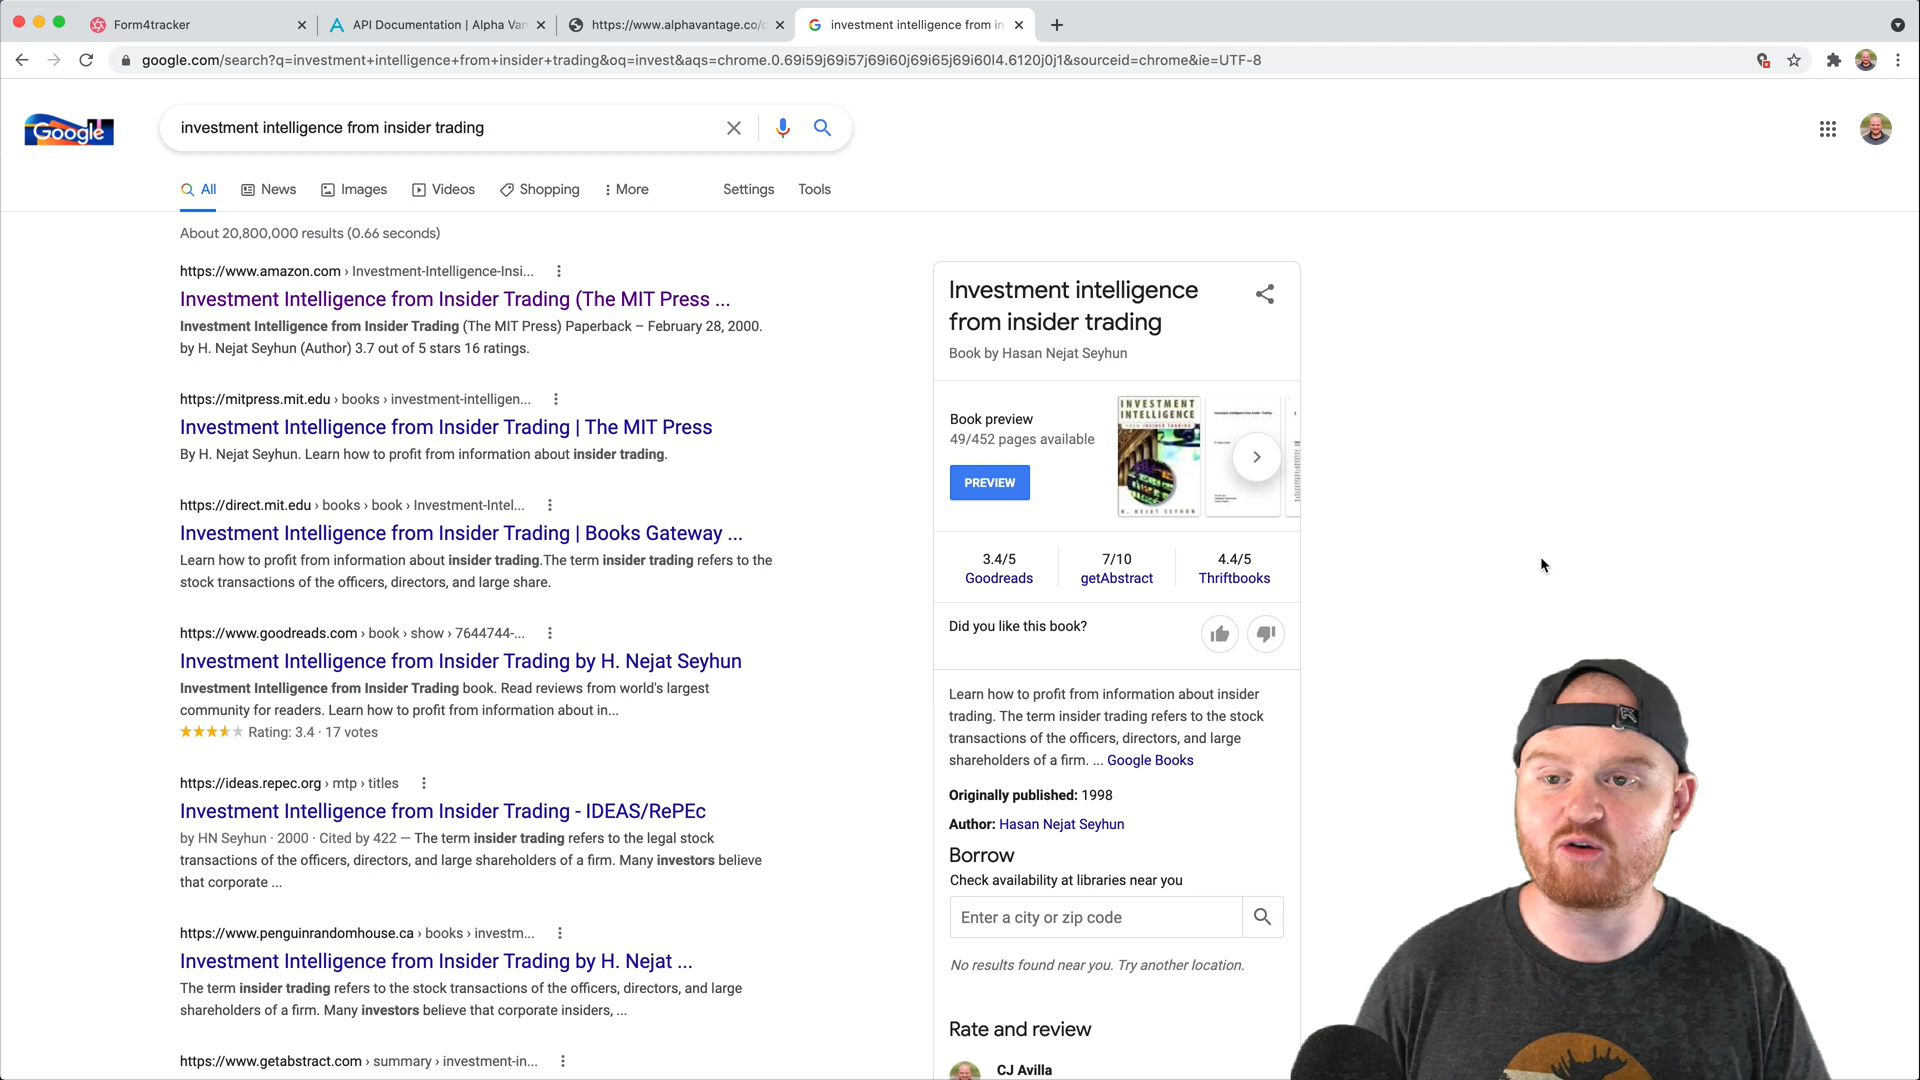 Form4tracker
API Documentation | Alpha Van
https://www.alphavantage.co/
investment intelligence from in
google.com/search?q=investment+intelligence+from+insider+trading&oq=invest&aqs=chrome.0.69i59j69i57j69i60j69i65j69i60l4.6120j0j1&sourceid=chrome&ie=UTF-8
Google
investment intelligence from insider trading
All
News
Images
Videos
Shopping
More
Settings
Tools
About 20,800,000 results (0.66 seconds)
https://www.amazon.com › Investment-Intelligence-Insi...
Investment Intelligence from Insider Trading (The MIT Press ...
Investment Intelligence from Insider Trading (The MIT Press) Paperback – February 28, 2000.
by H. Nejat Seyhun (Author) 3.7 out of 5 stars 16 ratings.
https://mitpress.mit.edu › books › investment-intelligen...
Investment Intelligence from Insider Trading | The MIT Press
By H. Nejat Seyhun. Learn how to profit from information about insider trading.
https://direct.mit.edu › books › book › Investment-Intel...
Investment Intelligence from Insider Trading | Books Gateway ...
Learn how to profit from information about insider trading.The term insider trading refers to the
stock transactions of the officers, directors, and large share.
https://www.goodreads.com › book › show › 7644744-...
Investment Intelligence from Insider Trading by H. Nejat Seyhun
Investment Intelligence from Insider Trading book. Read reviews from world's largest
community for readers. Learn how to profit from information about in...
Rating: 3.4 · 17 votes
https://ideas.repec.org › mtp › titles
Investment Intelligence from Insider Trading - IDEAS/RePEc
by HN Seyhun · 2000 · Cited by 422 — The term insider trading refers to the legal stock
transactions of the officers, directors, and large shareholders of a firm. Many investors believe
that corporate ...
https://www.penguinrandomhouse.ca › books › investm...
Investment Intelligence from Insider Trading by H. Nejat ...
The term insider trading refers to the stock transactions of the officers, directors, and large
shareholders of a firm. Many investors believe that corporate insiders, ...
https://www.getabstract.com › summary › investment-in...
Investment intelligence
from insider trading
Book by Hasan Nejat Seyhun
Book preview
49/452 pages available
PREVIEW
INVESTMENT
INTELLIGENCE
FROM INSIDER TRADING
H. NEJAT SEYHUN
3.4/5
Goodreads
7/10
getAbstract
4.4/5
Thriftbooks
Did you like this book?
Learn how to profit from information about insider
trading. The term insider trading refers to the stock
transactions of the officers, directors, and large
shareholders of a firm. ... Google Books
Originally published: 1998
Author: Hasan Nejat Seyhun
Borrow
Check availability at libraries near you
Enter a city or zip code
No results found near you. Try another location.
Rate and review
CJ Avilla